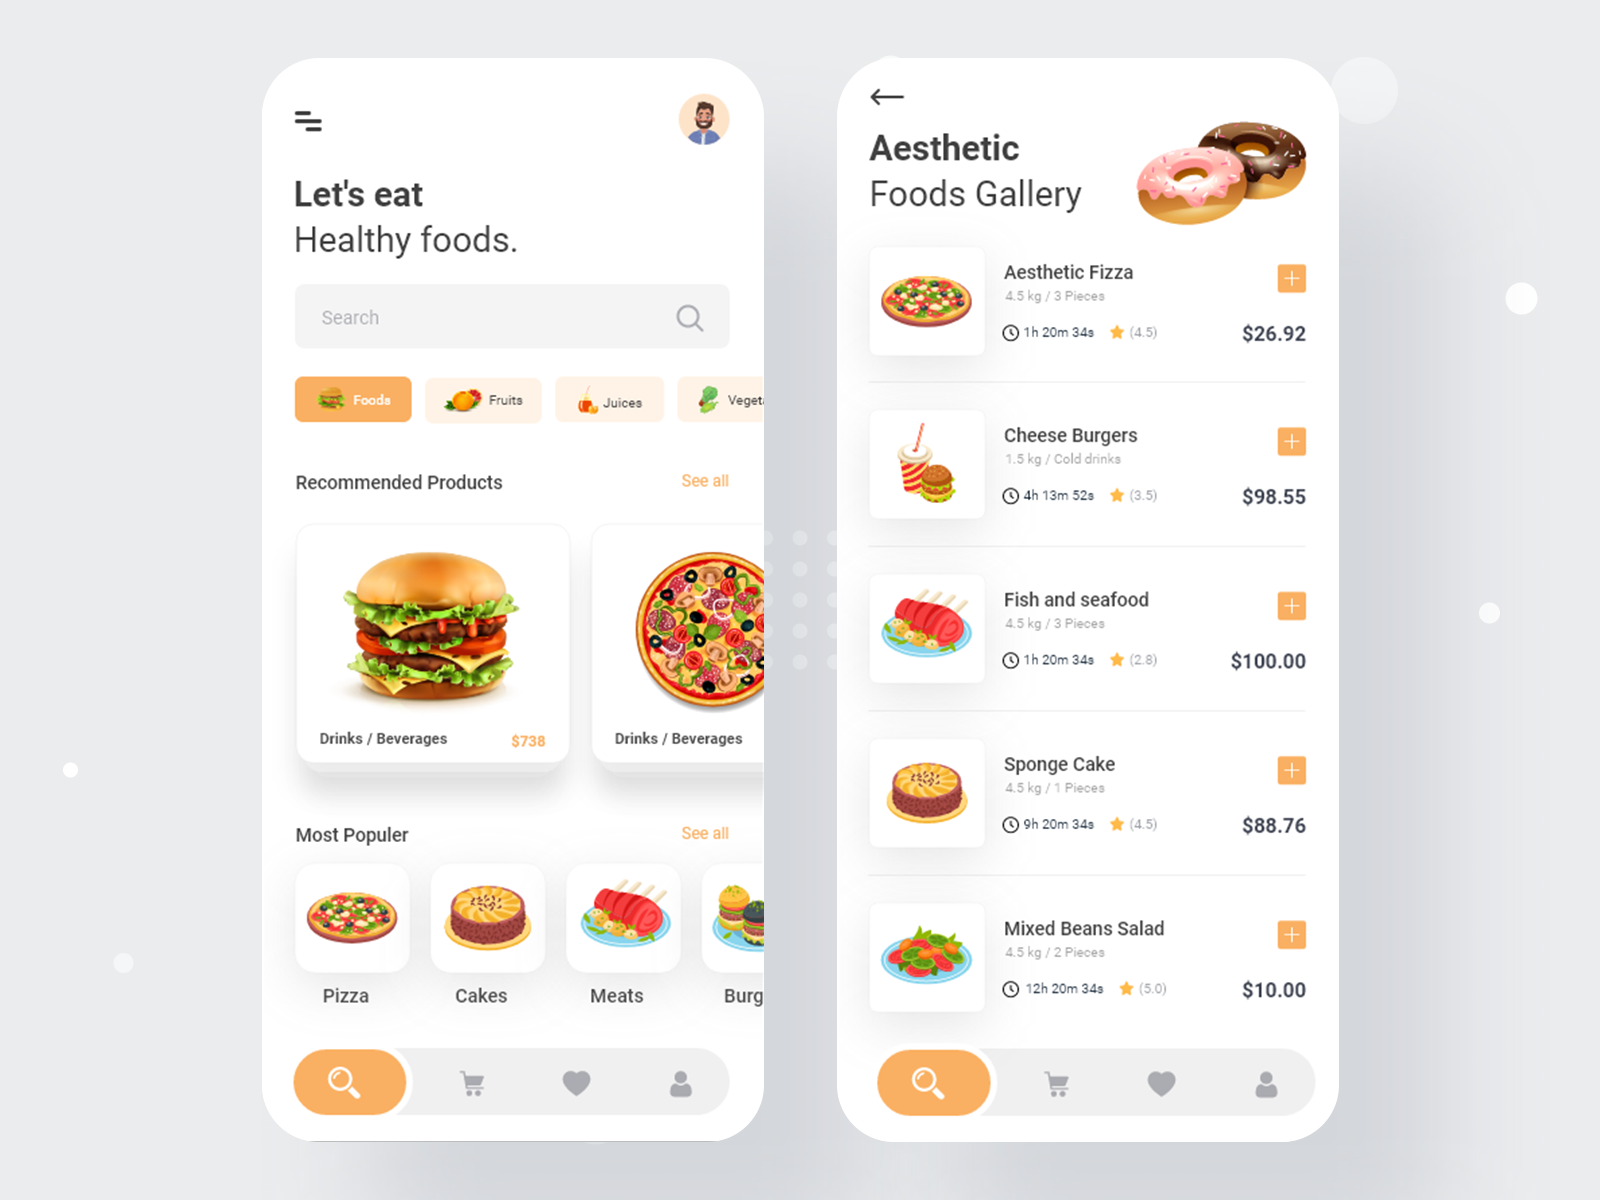 Let's eat
Healthy foods.
Search
Foods
Fruits
Juices
Veget
Recommended Products
See all
Drinks / Beverages
$738
Drinks / Beverages
Most Populer
See all
Pizza
Cakes
Meats
Burg
Aesthetic
Foods Gallery
Aesthetic Fizza
4.5 kg / 3 Pieces
1h 20m 34s
(4.5)
$26.92
Cheese Burgers
1.5 kg / Cold drinks
4h 13m 52s
(3.5)
$98.55
Fish and seafood
4.5 kg / 3 Pieces
1h 20m 34s
(2.8)
$100.00
Sponge Cake
4.5 kg / 1 Pieces
9h 20m 34s
(4.5)
$88.76
Mixed Beans Salad
4.5 kg / 2 Pieces
12h 20m 34s
(5.0)
$10.00